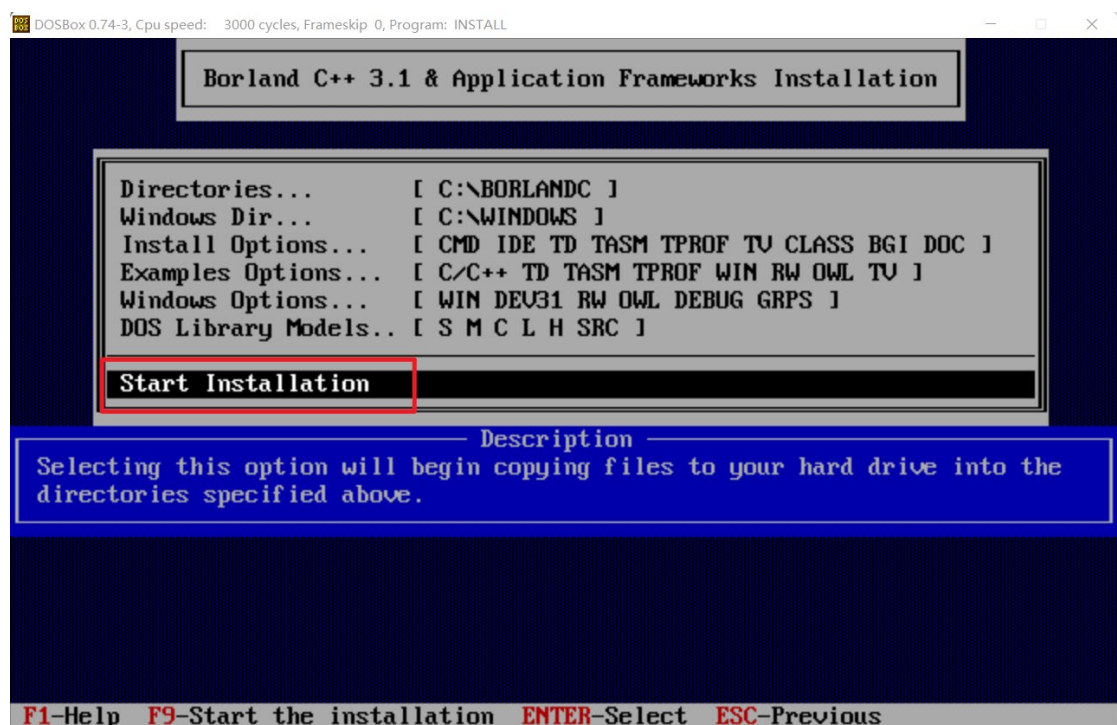 DOSBox 0.74-3, Cpu speed: 3000 cycles, Frameskip 0, Program: INSTALL
Borland C++ 3.1 & Application Frameworks Installation
Directories... [ C:\BORLANDC ]
Windows Dir... [ C:\WINDOWS ]
Install Options... [ CMD IDE TD TASM TPROF TV CLASS BGI DOC ]
Examples Options... [ C/C++ TD TASM TPROF WIN RW OWL TV ]
Windows Options... [ WIN DEV31 RW OWL DEBUG GRPS ]
DOS Library Models.. [ S M C L H SRC ]
Start Installation
Description
Selecting this option will begin copying files to your hard drive into the
directories specified above.
F1-Help F9-Start the installation ENTER-Select ESC-Previous